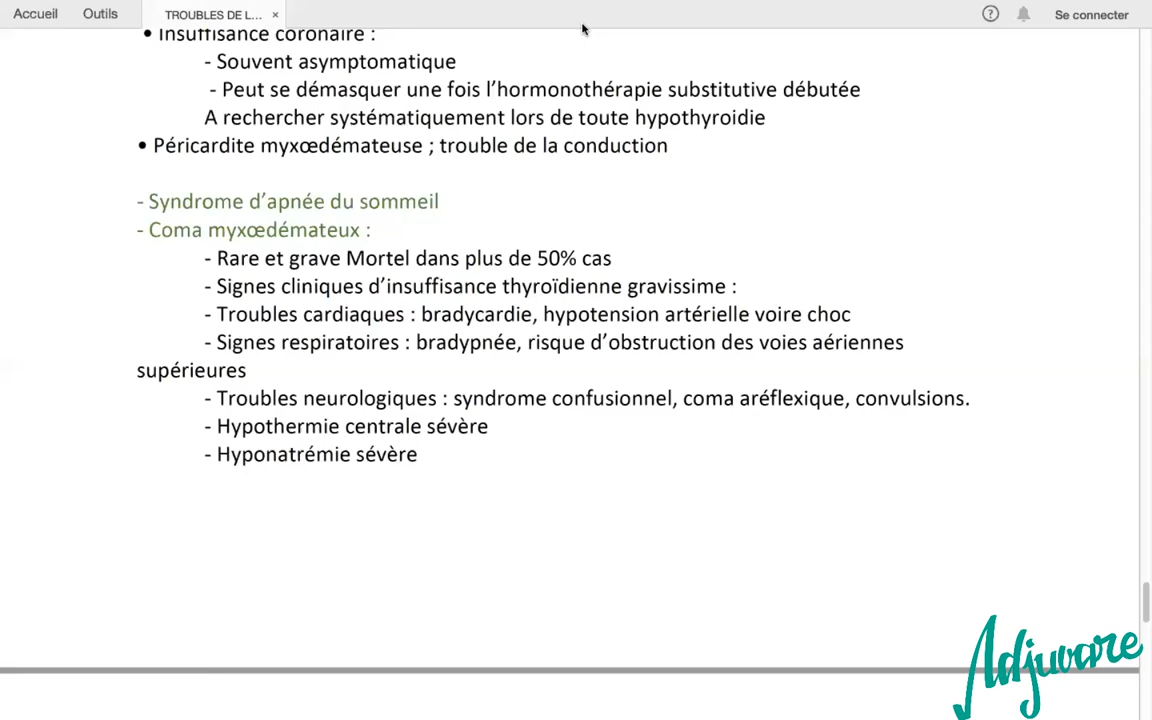 Accueil Outils TROUBLES DE L... × ? Se connecter
• Insuffisance coronaire :
- Souvent asymptomatique
- Peut se démasquer une fois l’hormonothérapie substitutive débutée
A rechercher systématiquement lors de toute hypothyroidie
• Péricardite myxœdémateuse ; trouble de la conduction
- Syndrome d’apnée du sommeil
- Coma myxœdémateux :
- Rare et grave Mortel dans plus de 50% cas
- Signes cliniques d’insuffisance thyroïdienne gravissime :
- Troubles cardiaques : bradycardie, hypotension artérielle voire choc
- Signes respiratoires : bradypnée, risque d’obstruction des voies aériennes
supérieures
- Troubles neurologiques : syndrome confusionnel, coma aréflexique, convulsions.
- Hypothermie centrale sévère
- Hyponatrémie sévère
Adjuvare